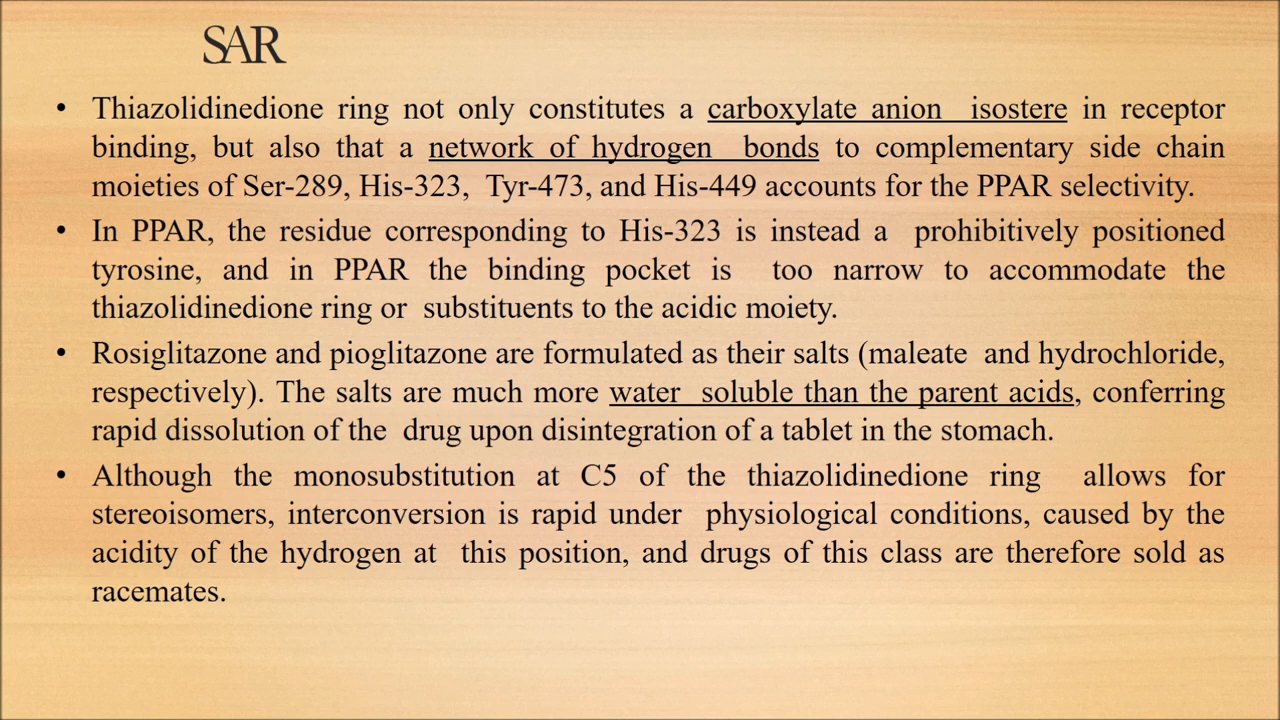 SAR
• Thiazolidinedione ring not only constitutes a carboxylate anion isostere in receptor
binding, but also that a network of hydrogen bonds to complementary side chain
moieties of Ser-289, His-323, Tyr-473, and His-449 accounts for the PPAR selectivity.
• In PPAR, the residue corresponding to His-323 is instead a prohibitively positioned
tyrosine, and in PPAR the binding pocket is too narrow to accommodate the
thiazolidinedione ring or substituents to the acidic moiety.
• Rosiglitazone and pioglitazone are formulated as their salts (maleate and hydrochloride,
respectively). The salts are much more water soluble than the parent acids, conferring
rapid dissolution of the drug upon disintegration of a tablet in the stomach.
• Although the monosubstitution at C5 of the thiazolidinedione ring allows for
stereoisomers, interconversion is rapid under physiological conditions, caused by the
acidity of the hydrogen at this position, and drugs of this class are therefore sold as
racemates.